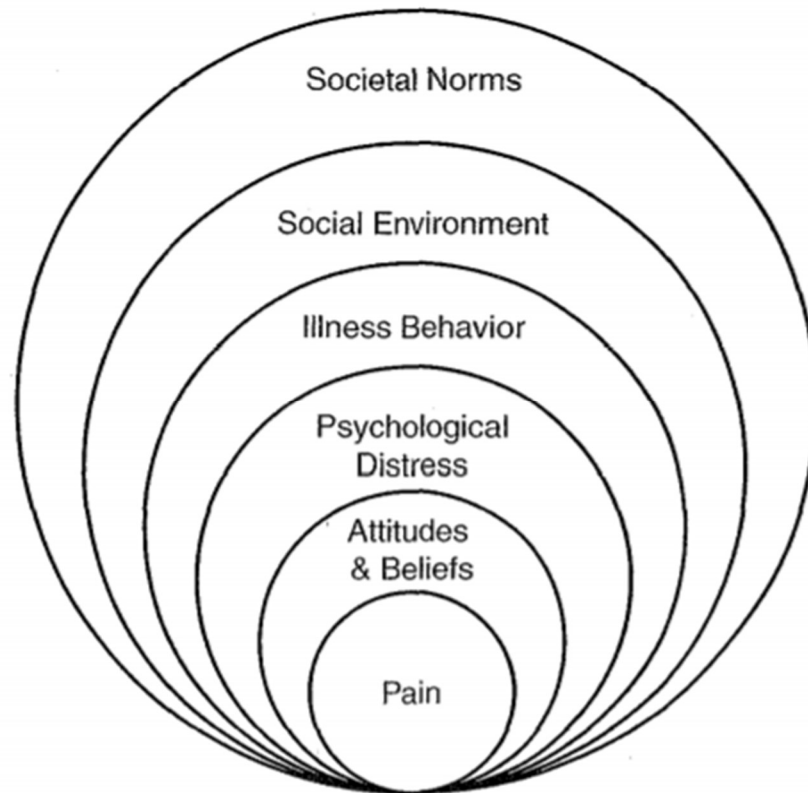 Societal Norms
Social Environment
Illness Behavior
Psychological
Distress
Attitudes
& Beliefs
Pain